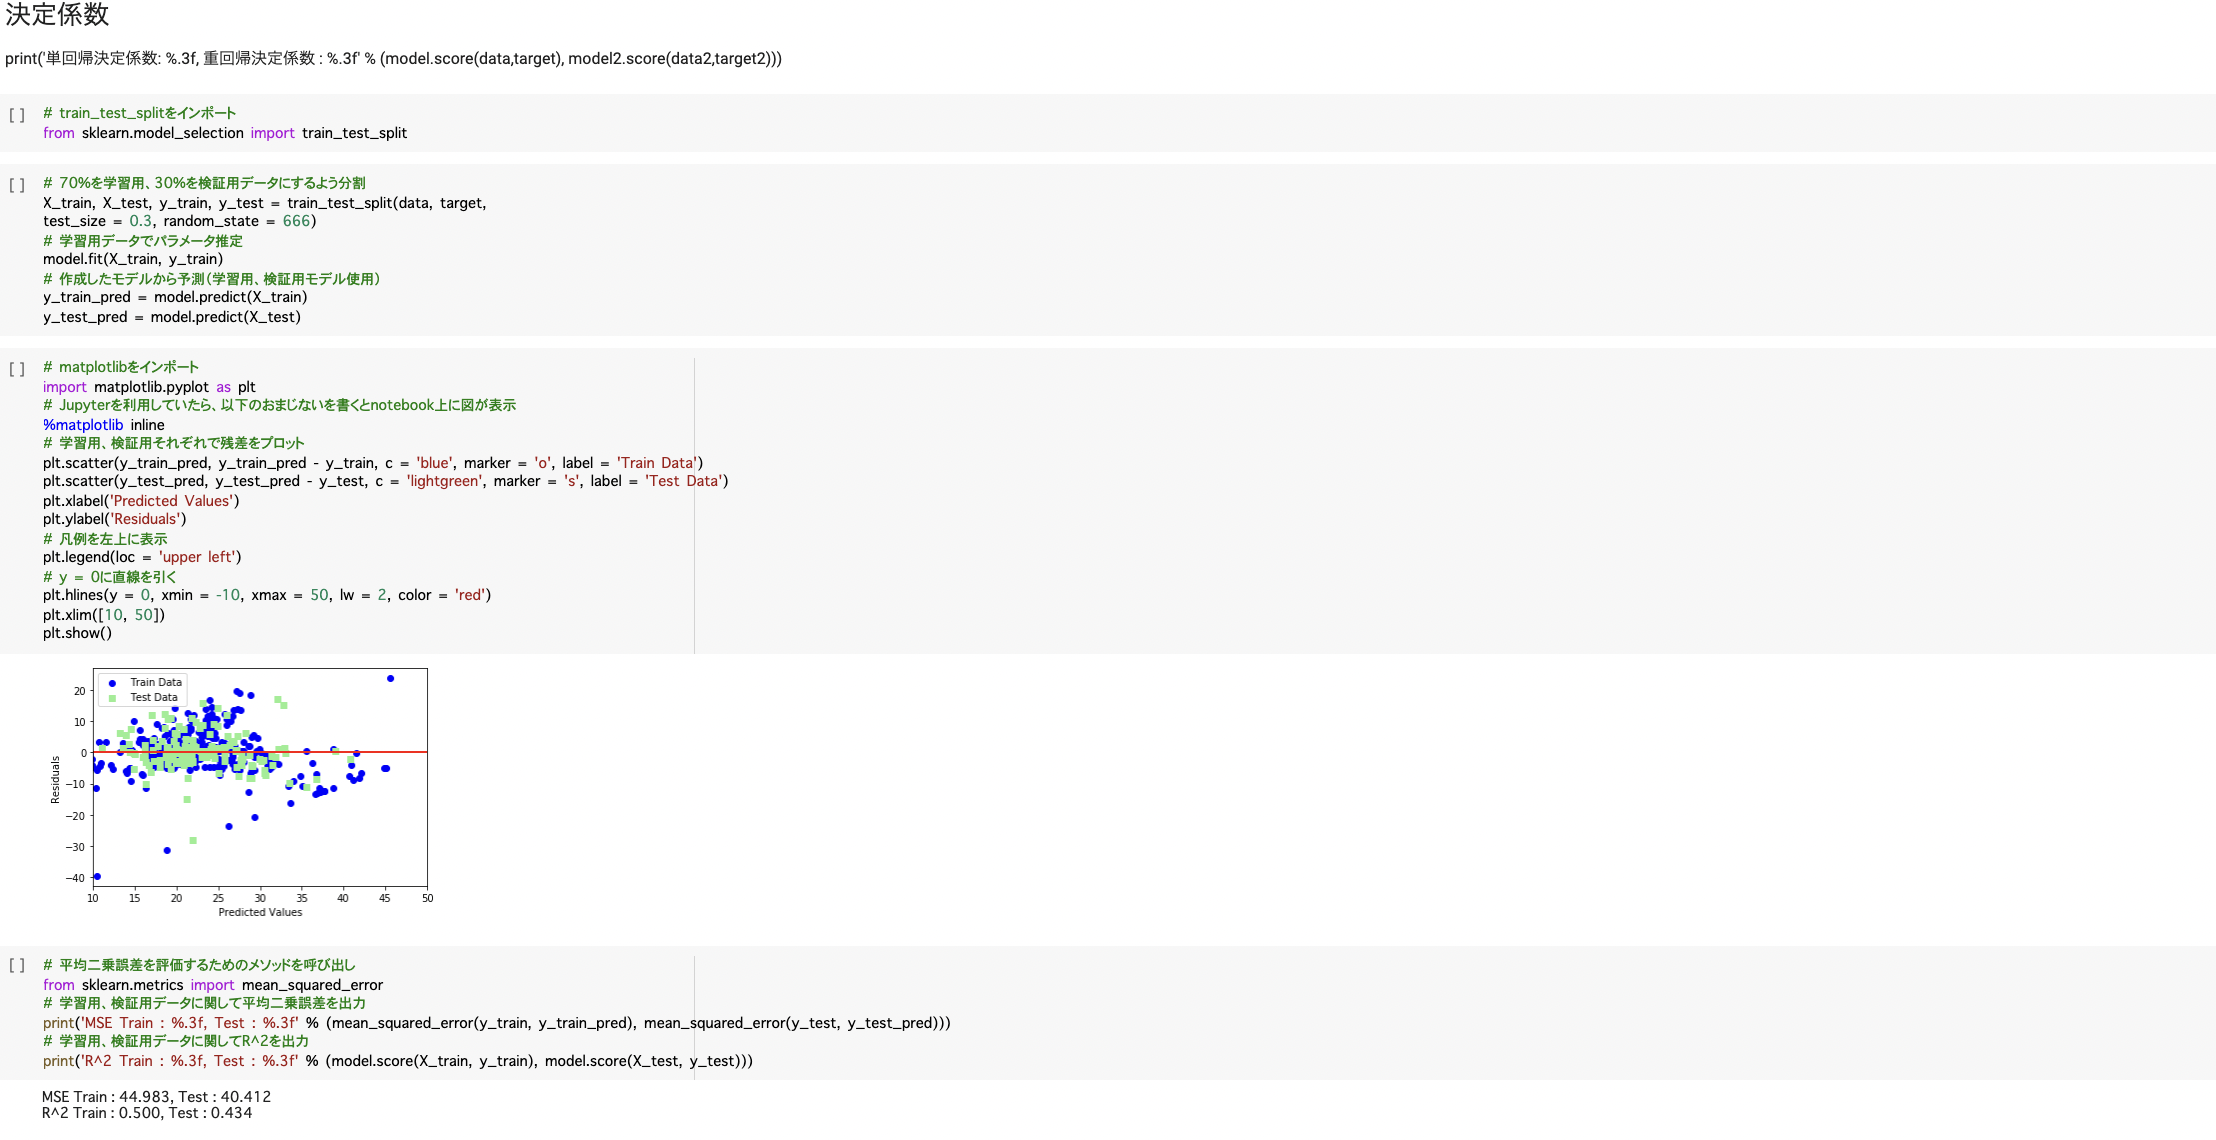 決定係数
print('単回帰決定係数: %.3f, 重回帰決定係数 : %.3f' % (model.score(data,target), model2.score(data2,target2)))
[ ] # train_test_splitをインポート
from sklearn.model_selection import train_test_split
[ ] # 70%を学習用、30%を検証用データにするよう分割
X_train, X_test, y_train, y_test = train_test_split(data, target,
test_size = 0.3, random_state = 666)
# 学習用データでパラメータ推定
model.fit(X_train, y_train)
# 作成したモデルから予測（学習用、検証用モデル使用）
y_train_pred = model.predict(X_train)
y_test_pred = model.predict(X_test)
[ ] # matplotlibをインポート
import matplotlib.pyplot as plt
# Jupyterを利用していたら、以下のおまじないを書くとnotebook上に図が表示
%matplotlib inline
# 学習用、検証用それぞれで残差をプロット
plt.scatter(y_train_pred, y_train_pred - y_train, c = 'blue', marker = 'o', label = 'Train Data')
plt.scatter(y_test_pred, y_test_pred - y_test, c = 'lightgreen', marker = 's', label = 'Test Data')
plt.xlabel('Predicted Values')
plt.ylabel('Residuals')
# 凡例を左上に表示
plt.legend(loc = 'upper left')
# y = 0に直線を引く
plt.hlines(y = 0, xmin = -10, xmax = 50, lw = 2, color = 'red')
plt.xlim([10, 50])
plt.show()
Train Data
Test Data
20
10
0
−10
−20
−30
−40
Residuals
10 15 20 25 30 35 40 45 50
Predicted Values
[ ] # 平均二乗誤差を評価するためのメソッドを呼び出し
from sklearn.metrics import mean_squared_error
# 学習用、検証用データに関して平均二乗誤差を出力
print('MSE Train : %.3f, Test : %.3f' % (mean_squared_error(y_train, y_train_pred), mean_squared_error(y_test, y_test_pred)))
# 学習用、検証用データに関してR^2を出力
print('R^2 Train : %.3f, Test : %.3f' % (model.score(X_train, y_train), model.score(X_test, y_test)))
MSE Train : 44.983, Test : 40.412
R^2 Train : 0.500, Test : 0.434